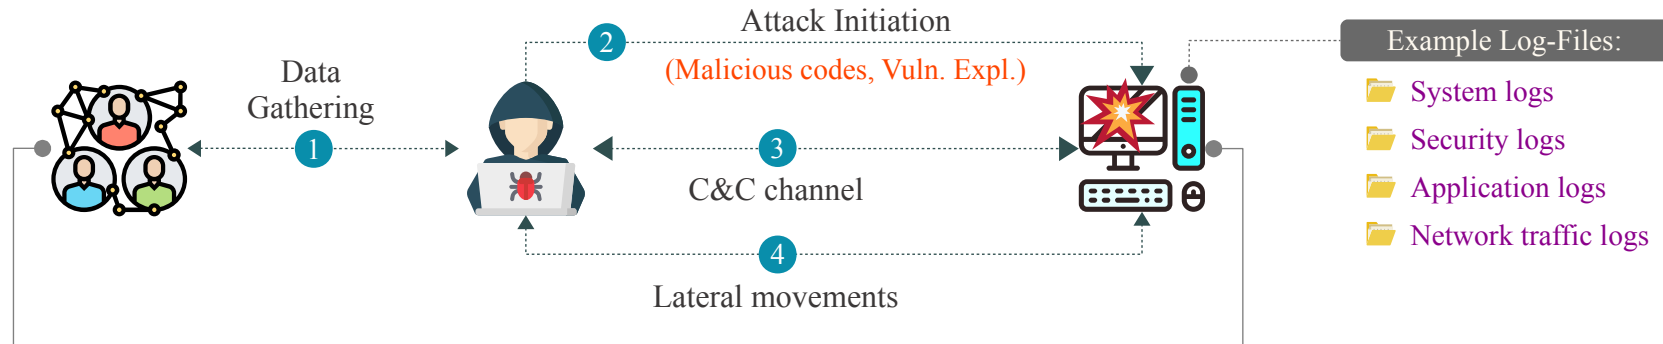 Data
Gathering
1
2
Attack Initiation
(Malicious codes, Vuln. Expl.)
3
C&C channel
4
Lateral movements
Example Log-Files:
System logs
Security logs
Application logs
Network traffic logs